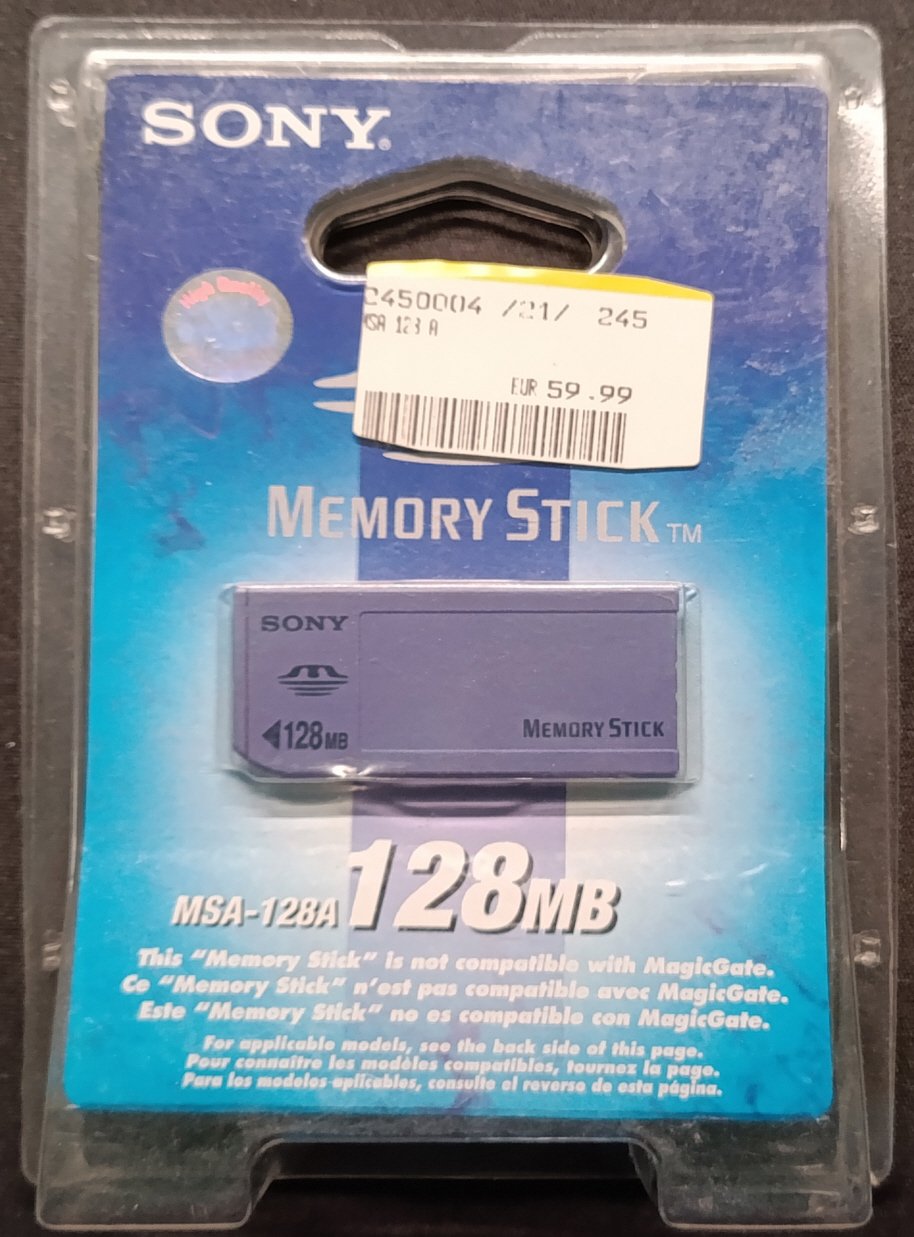 SONY
High Quality
C450004 /21/ 245
MSA 128 A
EUR 59.99
MEMORY STICK™
SONY
128MB
MEMORY STICK
MSA-128A 128MB
This "Memory Stick" is not compatible with MagicGate.
Ce "Memory Stick" n'est pas compatible avec MagicGate.
Este "Memory Stick" no es compatible con MagicGate.
For applicable models, see the back side of this page.
Pour connaître les modèles compatibles, tournez la page.
Para los modelos aplicables, consulte el reverso de esta página.